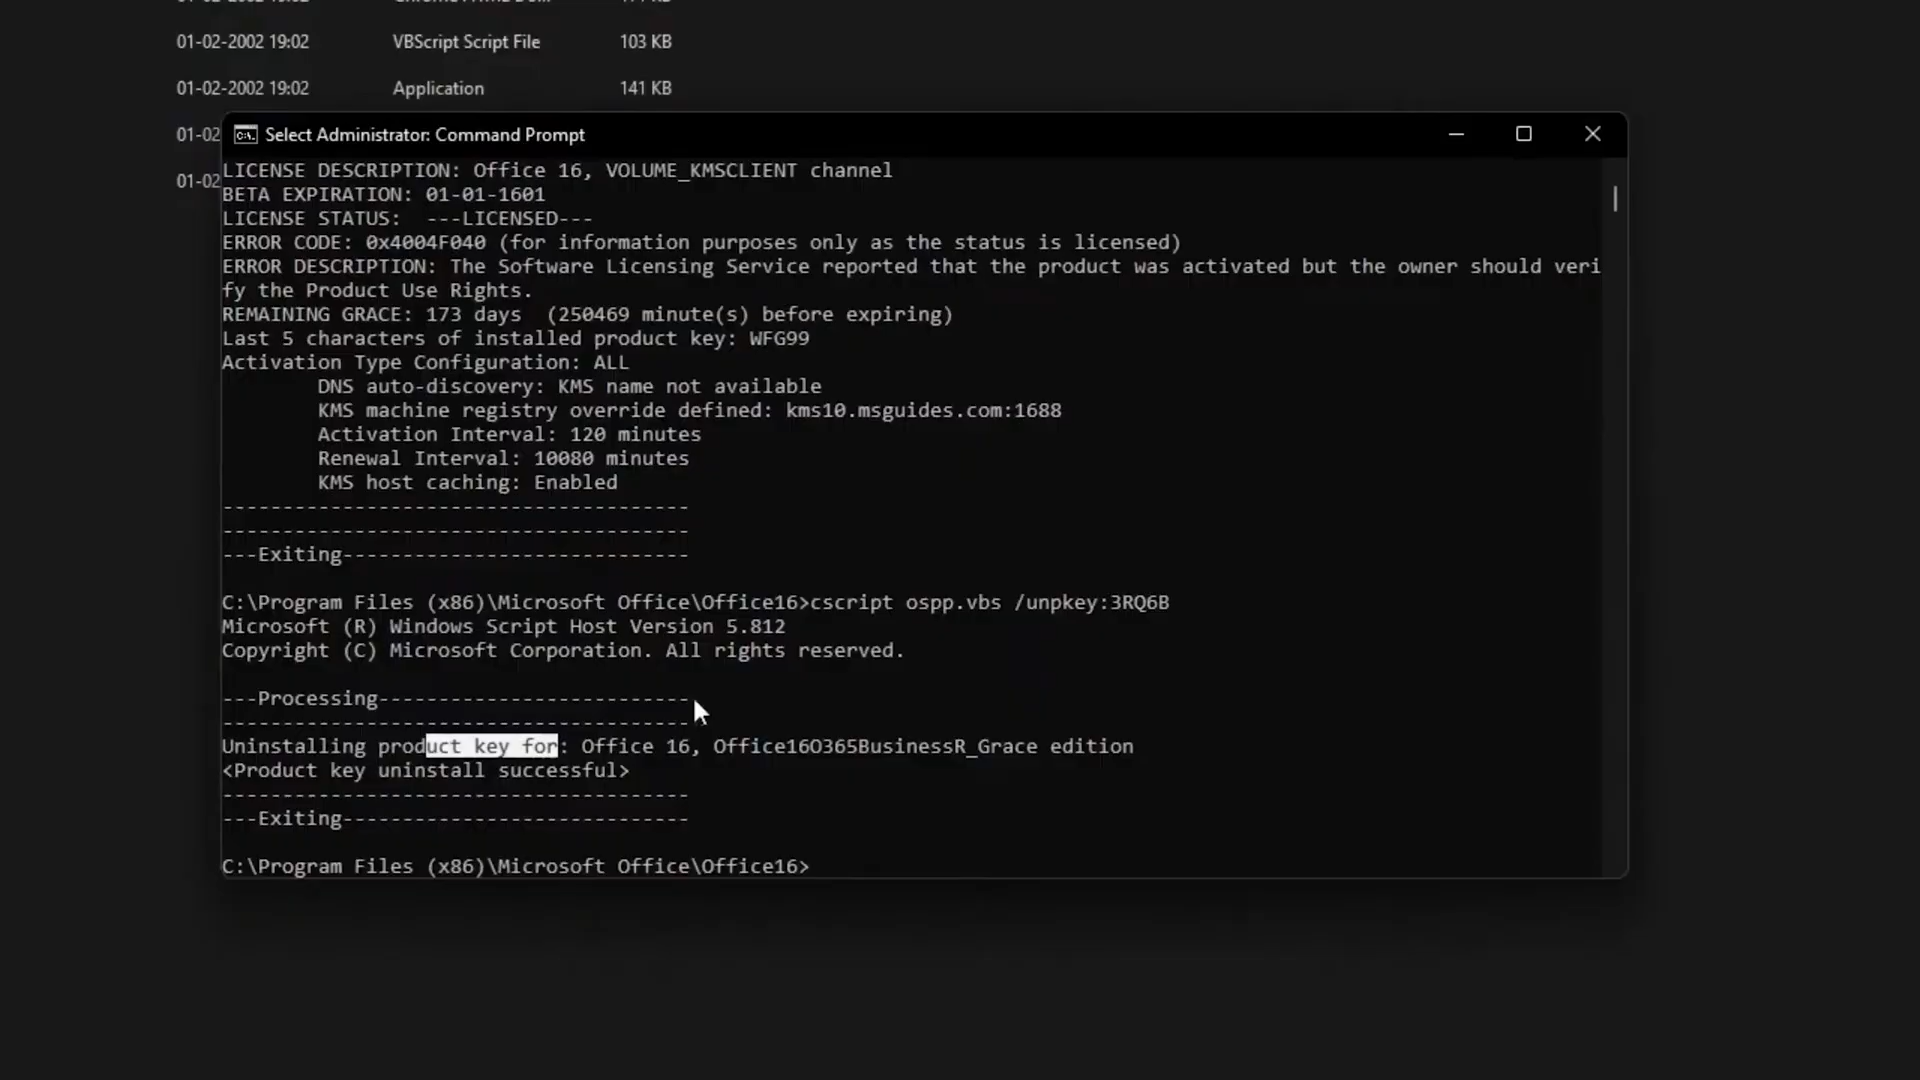 01-02-2002 19:02 VBScript Script File 103 KB
01-02-2002 19:02 Application 141 KB
01-02
01-02
Select Administrator: Command Prompt
LICENSE DESCRIPTION: Office 16, VOLUME_KMSCLIENT channel
BETA EXPIRATION: 01-01-1601
LICENSE STATUS:  ---LICENSED---
ERROR CODE: 0x4004F040 (for information purposes only as the status is licensed)
ERROR DESCRIPTION: The Software Licensing Service reported that the product was activated but the owner should veri
fy the Product Use Rights.
REMAINING GRACE: 173 days  (250469 minute(s) before expiring)
Last 5 characters of installed product key: WFG99
Activation Type Configuration: ALL
        DNS auto-discovery: KMS name not available
        KMS machine registry override defined: kms10.msguides.com:1688
        Activation Interval: 120 minutes
        Renewal Interval: 10080 minutes
        KMS host caching: Enabled
---------------------------------------
---------------------------------------
---Exiting-----------------------------
C:\Program Files (x86)\Microsoft Office\Office16>cscript ospp.vbs /unpkey:3RQ6B
Microsoft (R) Windows Script Host Version 5.812
Copyright (C) Microsoft Corporation. All rights reserved.
---Processing--------------------------
---------------------------------------
Uninstalling product key for: Office 16, Office16O365BusinessR_Grace edition
<Product key uninstall successful>
---------------------------------------
---Exiting-----------------------------
C:\Program Files (x86)\Microsoft Office\Office16>